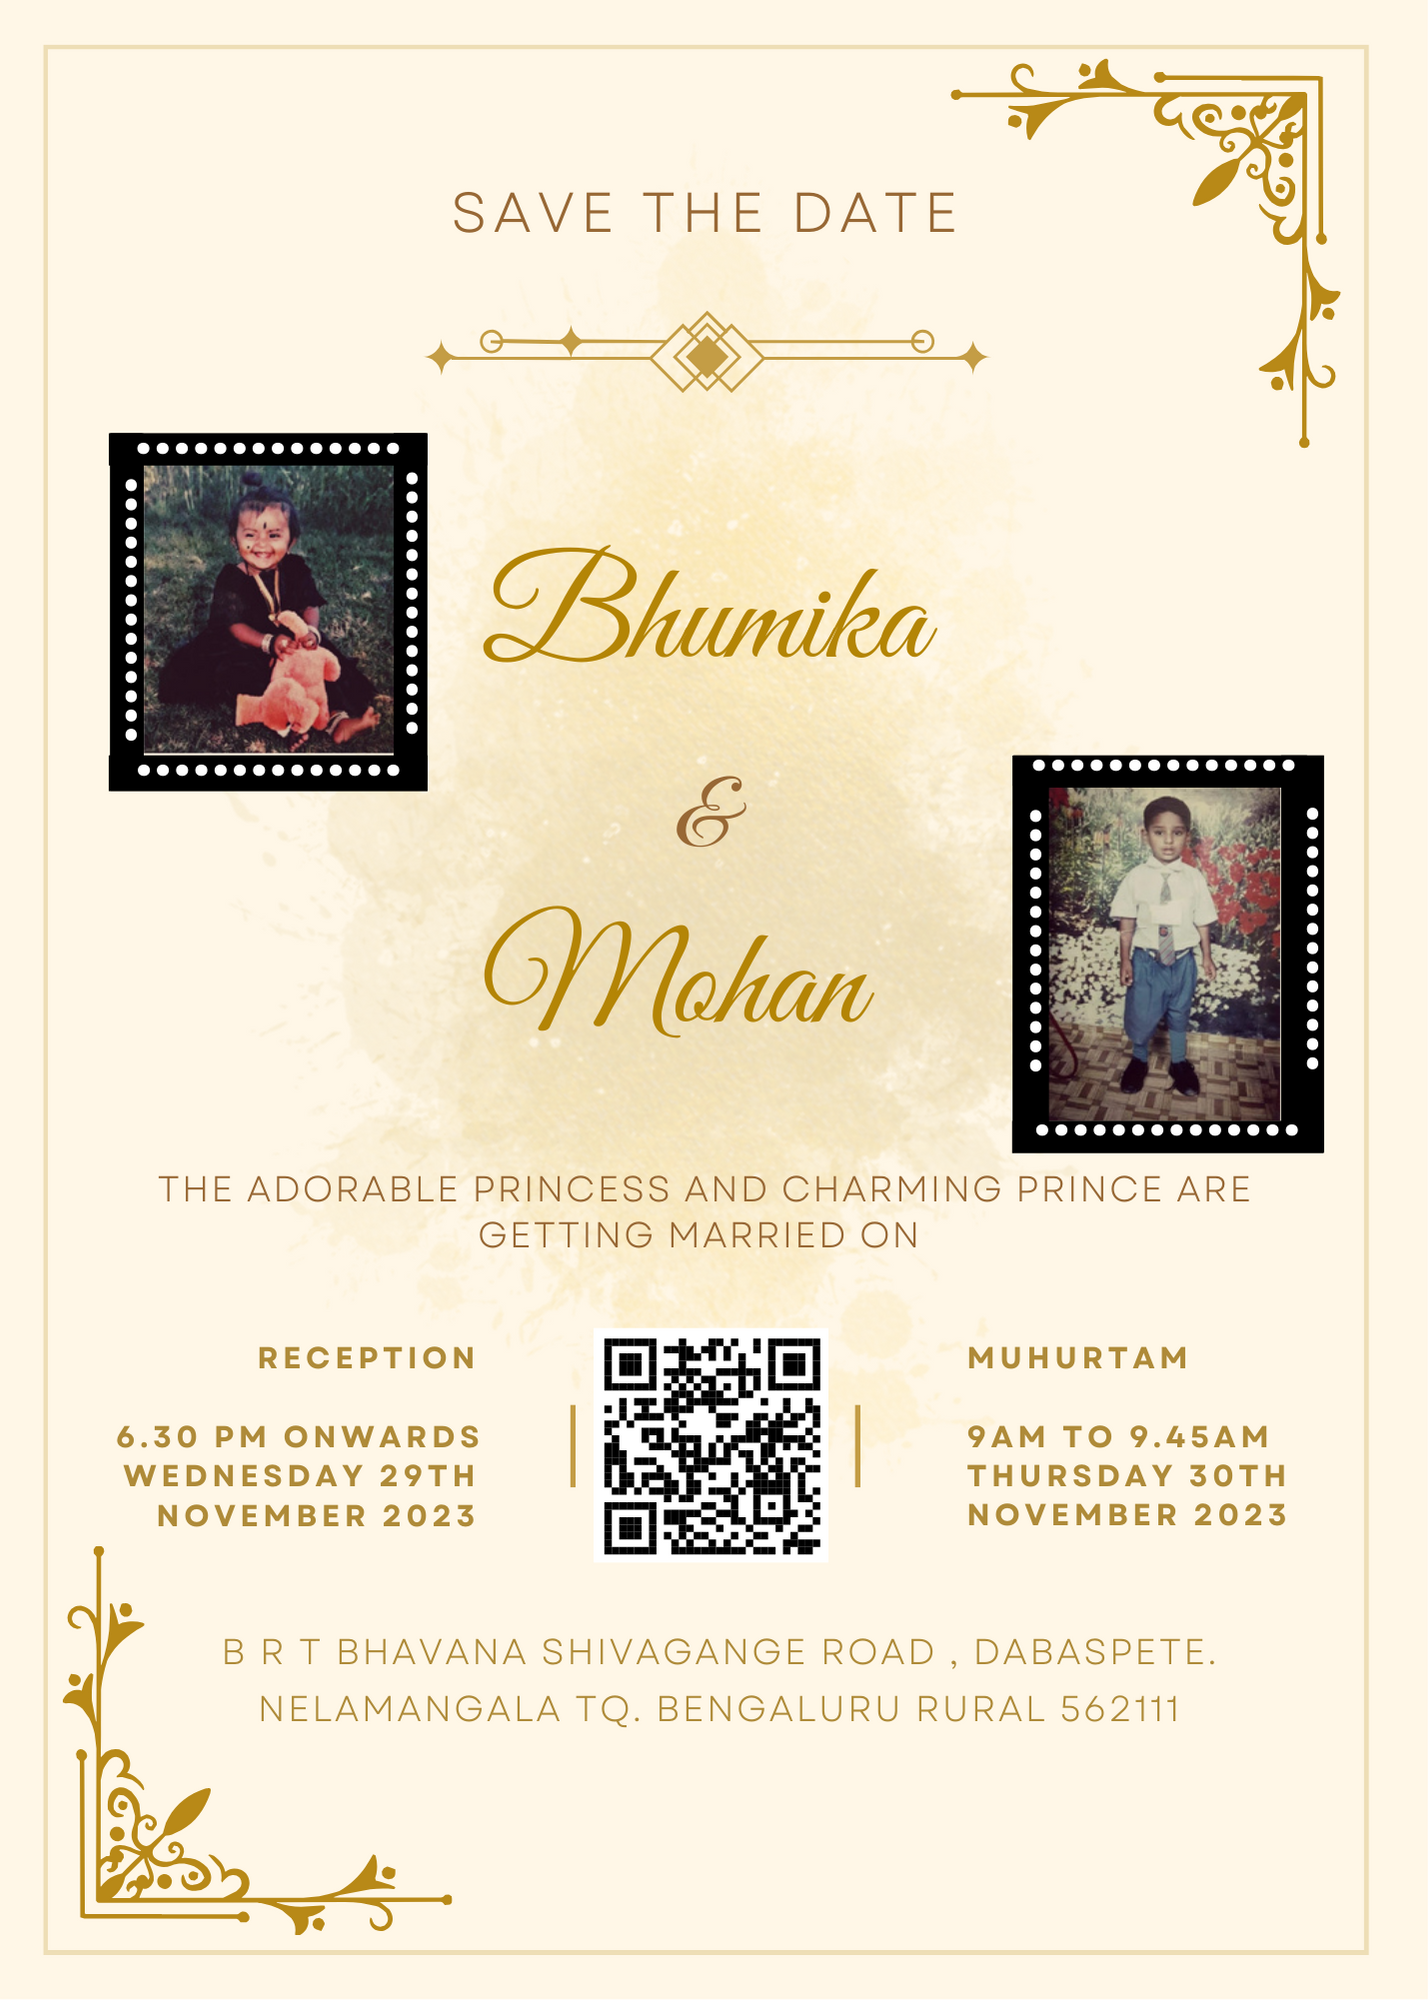 SAVE THE DATE
Bhumika
&
Mohan
THE ADORABLE PRINCESS AND CHARMING PRINCE ARE
GETTING MARRIED ON
RECEPTION
6.30 PM ONWARDS
WEDNESDAY 29TH
NOVEMBER 2023
MUHURTAM
9AM TO 9.45AM
THURSDAY 30TH
NOVEMBER 2023
B R T BHAVANA SHIVAGANGE ROAD , DABASPETE.
NELAMANGALA TQ. BENGALURU RURAL 562111